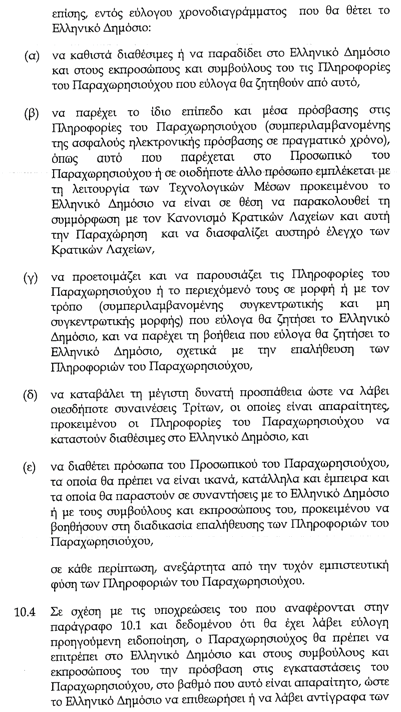 επίσης, εντός εύλογου χρονοδιαγράμματος που θα θέτει το
Ελληνικό Δημόσιο:
(α) να καθιστά διαθέσιμες ή να παραδίδει στο Ελληνικό Δημόσιο
και στους εκπροσώπους και συμβούλους του τις Πληροφορίες
του Παραχωρησιούχου που εύλογα θα ζητηθούν από αυτό,
(β) να παρέχει το ίδιο επίπεδο και μέσα πρόσβασης στις
Πληροφορίες του Παραχωρησιούχου (συμπεριλαμβανομένης
της ασφαλούς ηλεκτρονικής πρόσβασης σε πραγματικό χρόνο),
όπως αυτό που παρέχεται στο Προσωπικό του
Παραχωρησιούχου ή σε οιοδήποτε άλλο πρόσωπο εμπλέκεται με
τη λειτουργία των Τεχνολογικών Μέσων προκειμένου το
Ελληνικό Δημόσιο να είναι σε θέση να παρακολουθεί τη
συμμόρφωση με τον Κανονισμό Κρατικών Λαχείων και αυτή
την Παραχώρηση και να διασφαλίζει αυστηρό έλεγχο των
Κρατικών Λαχείων,
(γ) να προετοιμάζει και να παρουσιάζει τις Πληροφορίες του
Παραχωρησιούχου ή το περιεχόμενό τους σε μορφή ή με τον
τρόπο (συμπεριλαμβανομένης συγκεντρωτικής και μη
συγκεντρωτικής μορφής) που εύλογα θα ζητήσει το Ελληνικό
Δημόσιο, και να παρέχει τη βοήθεια που εύλογα θα ζητήσει το
Ελληνικό Δημόσιο, σχετικά με την επαλήθευση των
Πληροφοριών του Παραχωρησιούχου,
(δ) να καταβάλει τη μέγιστη δυνατή προσπάθεια ώστε να λάβει
οιεσδήποτε συναινέσεις Τρίτων, οι οποίες είναι απαραίτητες,
προκειμένου οι Πληροφορίες του Παραχωρησιούχου να
καταστούν διαθέσιμες στο Ελληνικό Δημόσιο, και
(ε) να διαθέτει πρόσωπα του Προσωπικού του Παραχωρησιούχου,
τα οποία θα πρέπει να είναι ικανά, κατάλληλα και έμπειρα και
τα οποία θα παραστούν σε συναντήσεις με το Ελληνικό Δημόσιο
ή με τους συμβούλους και εκπροσώπους του, προκειμένου να
βοηθήσουν στη διαδικασία επαλήθευσης των Πληροφοριών του
Παραχωρησιούχου,
σε κάθε περίπτωση, ανεξάρτητα από την τυχόν εμπιστευτική
φύση των Πληροφοριών του Παραχωρησιούχου.
10.4 Σε σχέση με τις υποχρεώσεις του που αναφέρονται στην
παράγραφο 10.1 και δεδομένου ότι θα έχει λάβει εύλογη
προηγούμενη ειδοποίηση, ο Παραχωρησιούχος θα πρέπει να
επιτρέπει στο Ελληνικό Δημόσιο και στους συμβούλους και
εκπροσώπους του την πρόσβαση στις εγκαταστάσεις του
Παραχωρησιούχου, στο βαθμό που αυτό είναι απαραίτητο, ώστε
το Ελληνικό Δημόσιο να επιθεωρήσει ή να λάβει αντίγραφα των